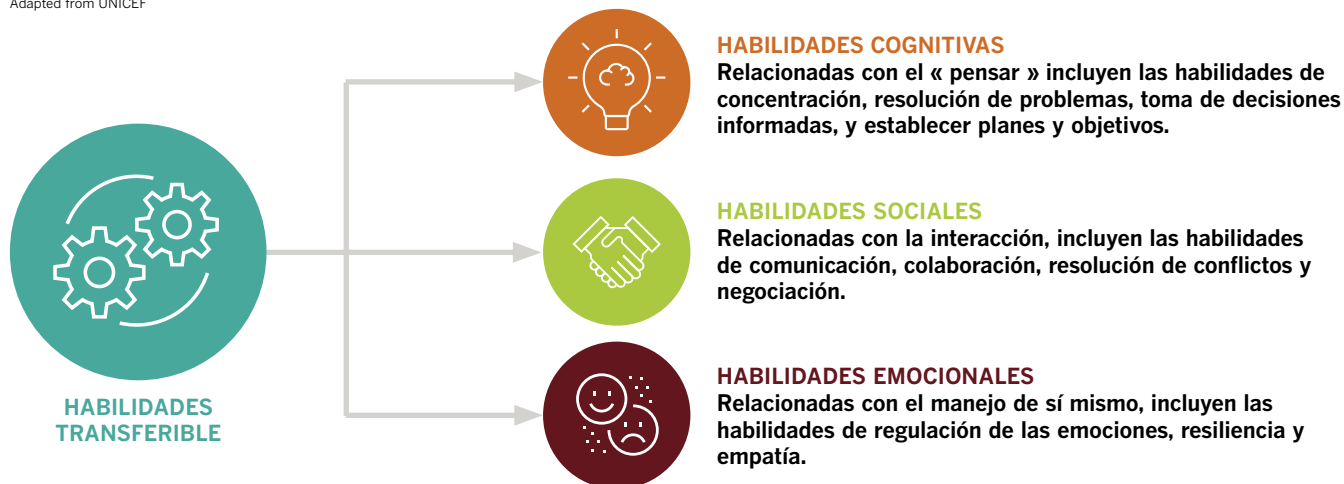 Adapted from UNICEF
HABILIDADES COGNITIVAS
Relacionadas con el « pensar » incluyen las habilidades de
concentración, resolución de problemas, toma de decisiones
informadas, y establecer planes y objetivos.
HABILIDADES SOCIALES
Relacionadas con la interacción, incluyen las habilidades
de comunicación, colaboración, resolución de conflictos y
negociación.
HABILIDADES
TRANSFERIBLE
HABILIDADES EMOCIONALES
Relacionadas con el manejo de sí mismo, incluyen las
habilidades de regulación de las emociones, resiliencia y
empatía.